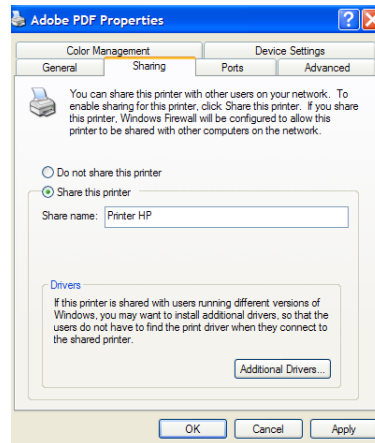 Adobe PDF Properties
Color Management Device Settings
General Sharing Ports Advanced
You can share this printer with other users on your network. To
enable sharing for this printer, click Share this printer. If you share
this printer, Windows Firewall will be configured to allow this
printer to be shared with other computers on the network.
Do not share this printer
Share this printer
Share name: Printer HP
Drivers
If this printer is shared with users running different versions of
Windows, you may want to install additional drivers, so that the
users do not have to find the print driver when they connect to
the shared printer.
Additional Drivers...
OK Cancel Apply